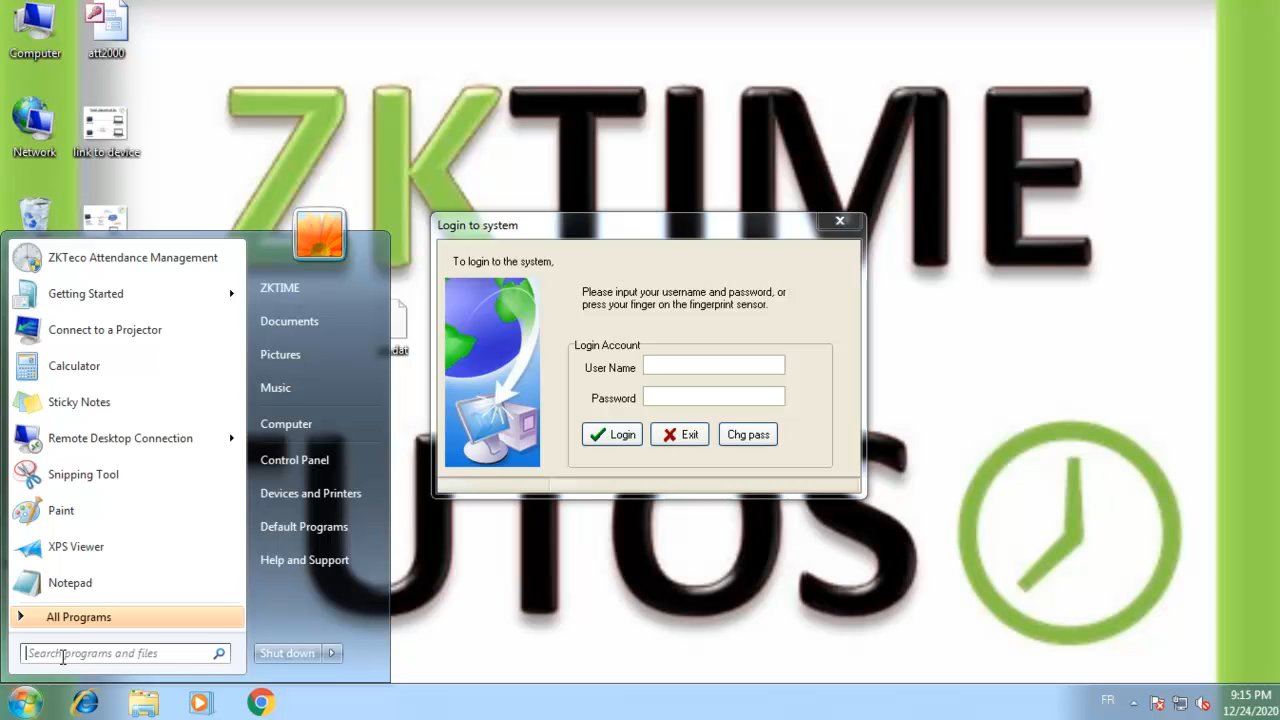 Computer
att2000
Network
link to device
ZKTIME
UTOS
.dat
ZKTeco Attendance Management
Getting Started
Connect to a Projector
Calculator
Sticky Notes
Remote Desktop Connection
Snipping Tool
Paint
XPS Viewer
Notepad
All Programs
Search programs and files
ZKTIME
Documents
Pictures
Music
Computer
Control Panel
Devices and Printers
Default Programs
Help and Support
Shut down
Login to system
To login to the system,
Please input your username and password, or
press your finger on the fingerprint sensor.
Login Account
User Name
Password
Login
Exit
Chg pass
FR
9:15 PM
12/24/2020